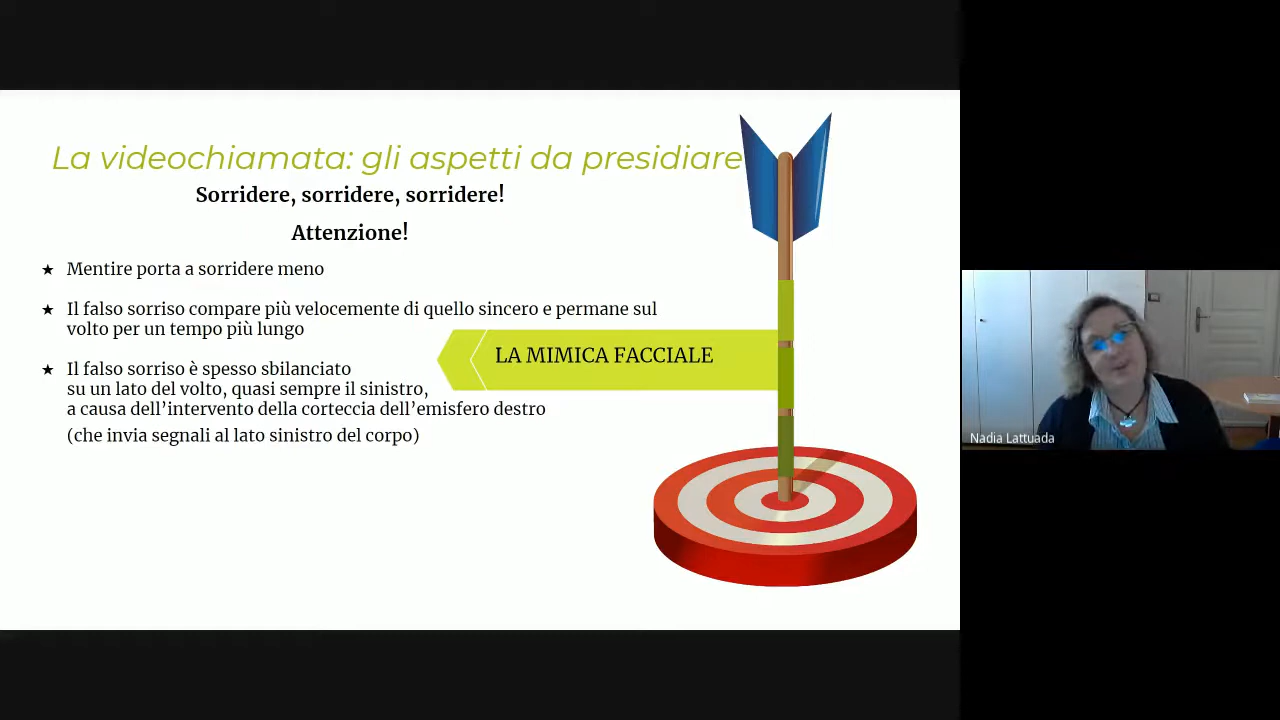 La videochiamata: gli aspetti da presidiare
Sorridere, sorridere, sorridere!
Attenzione!
★ Mentire porta a sorridere meno
★ Il falso sorriso compare più velocemente di quello sincero e permane sul
volto per un tempo più lungo
LA MIMICA FACCIALE
★ Il falso sorriso è spesso sbilanciato
su un lato del volto, quasi sempre il sinistro,
a causa dell’intervento della corteccia dell’emisfero destro
(che invia segnali al lato sinistro del corpo)
Nadia Lattuada